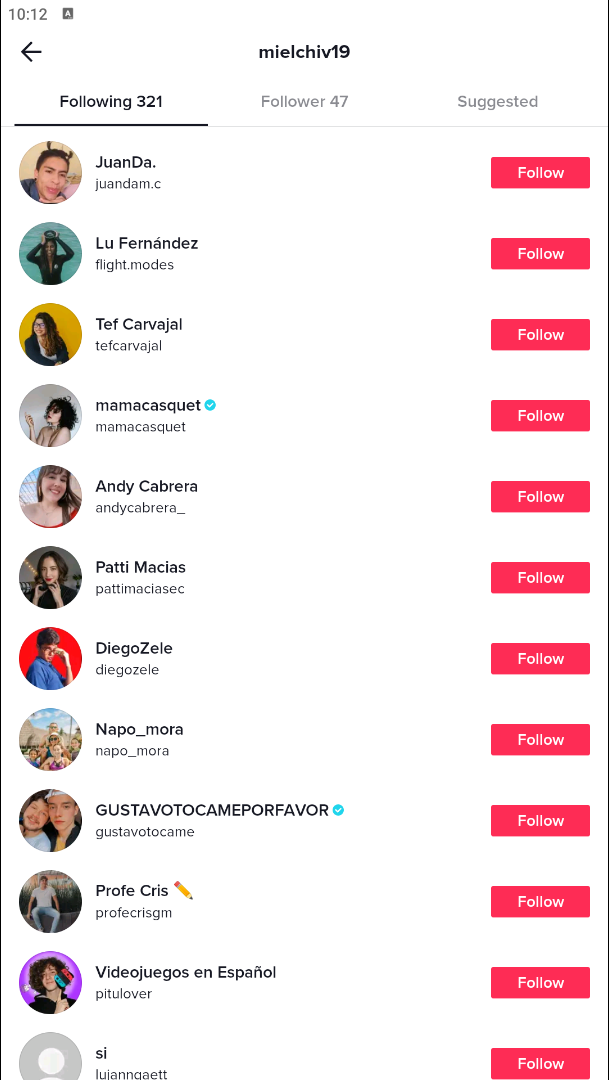 10:12 A
mielchiv19
Following 321 Follower 47 Suggested
JuanDa.
juandam.c
Follow
Lu Fernández
flight.modes
Follow
Tef Carvajal
tefcarvajal
Follow
mamacasquet
mamacasquet
Follow
Andy Cabrera
andycabrera_
Follow
Patti Macias
pattimaciasec
Follow
DiegoZele
diegozele
Follow
Napo_mora
napo_mora
Follow
GUSTAVOTOCAMEPORFAVOR
gustavotocame
Follow
Profe Cris ✏️
profecrisgm
Follow
Videojuegos en Español
pitulover
Follow
si
lujanngaett
Follow